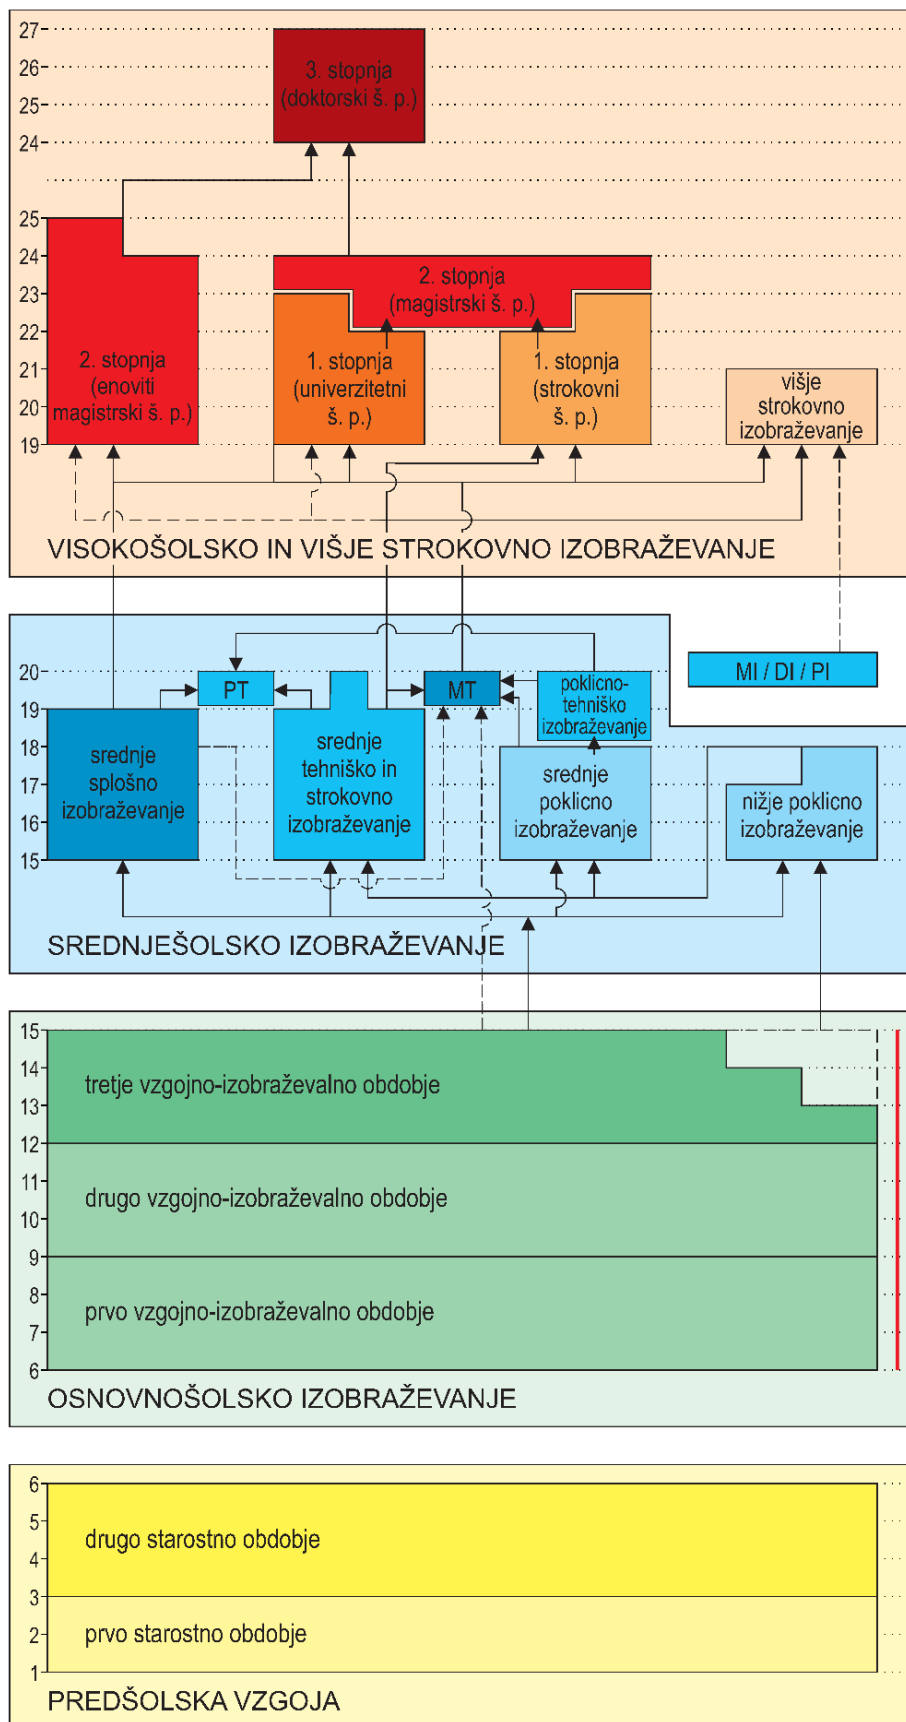 27
26
25
24
3. stopnja
(doktorski š. p.)
25
24
23
22
21
20
19
2. stopnja
(enoviti
magistrski š. p.)
2. stopnja
(magistrski š. p.)
1. stopnja
(univerzitetni
š. p.)
1. stopnja
(strokovni
š. p.)
višje
strokovno
izobraževanje
VISOKOŠOLSKO IN VIŠJE STROKOVNO IZOBRAŽEVANJE
20
19
18
17
16
15
PT
MT
poklicno-
tehniško
izobraževanje
MI / DI / PI
srednje
splošno
izobraževanje
srednje
tehniško in
strokovno
izobraževanje
srednje
poklicno
izobraževanje
nižje poklicno
izobraževanje
SREDNJEŠOLSKO IZOBRAŽEVANJE
15
14
13
12
11
10
9
8
7
6
tretje vzgojno-izobraževalno obdobje
drugo vzgojno-izobraževalno obdobje
prvo vzgojno-izobraževalno obdobje
OSNOVNOŠOLSKO IZOBRAŽEVANJE
6
5
4
3
2
1
drugo starostno obdobje
prvo starostno obdobje
PREDŠOLSKA VZGOJA